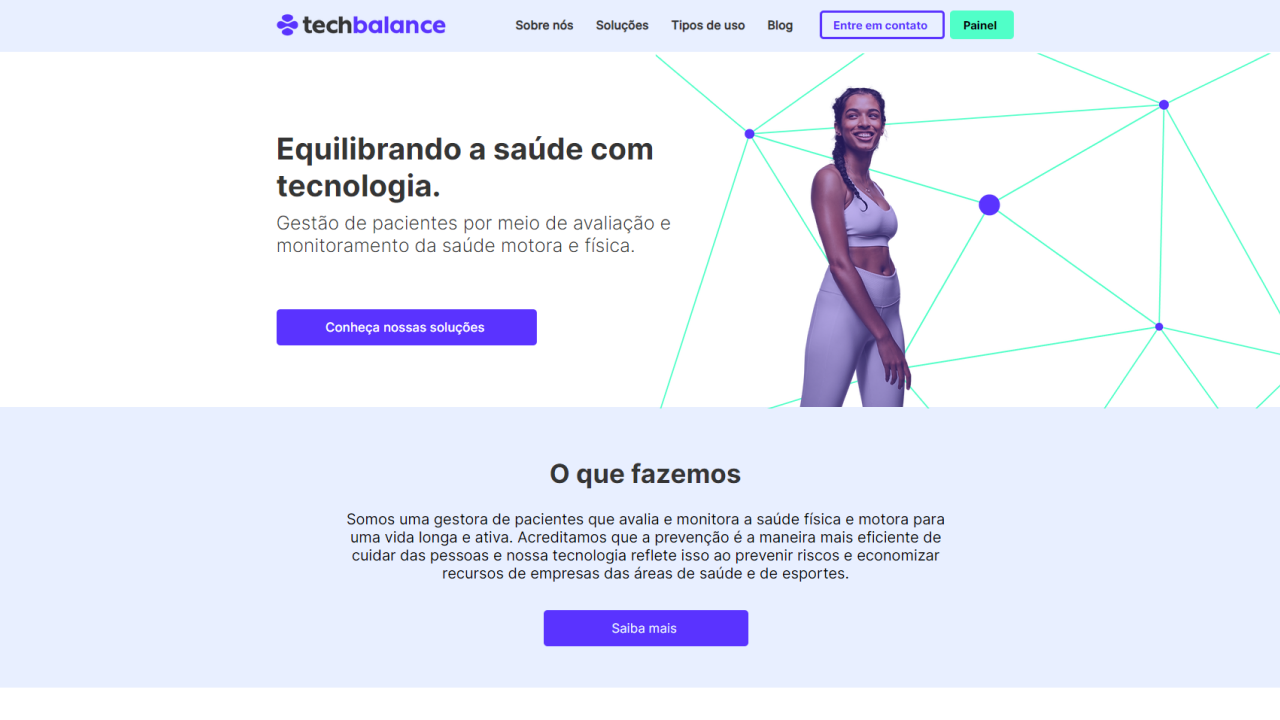 techbalance
Sobre nós
Soluções
Tipos de uso
Blog
Entre em contato
Painel
Equilibrando a saúde com
tecnologia.
Gestão de pacientes por meio de avaliação e
monitoramento da saúde motora e física.
Conheça nossas soluções
O que fazemos
Somos uma gestora de pacientes que avalia e monitora a saúde física e motora para
uma vida longa e ativa. Acreditamos que a prevenção é a maneira mais eficiente de
cuidar das pessoas e nossa tecnologia reflete isso ao prevenir riscos e economizar
recursos de empresas das áreas de saúde e de esportes.
Saiba mais